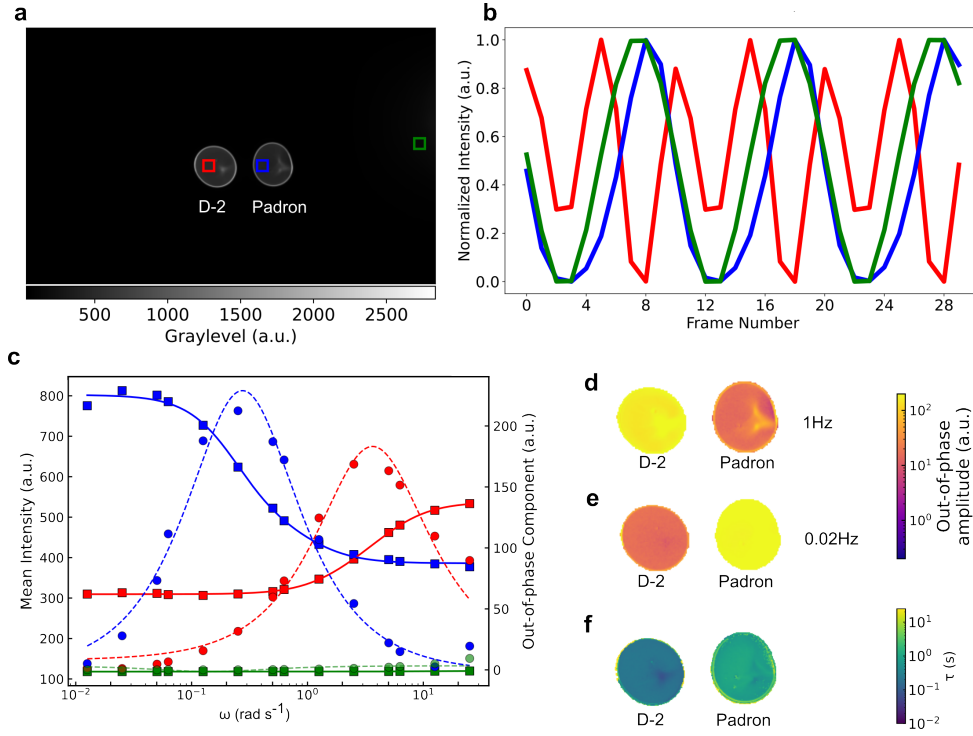 a
D-2
Padron
500
1000
1500
2000
2500
Graylevel (a.u.)
b
Normalized Intensity (a.u.)
1.0
0.8
0.6
0.4
0.2
0.0
0
4
8
12
16
20
24
28
Frame Number
c
Mean Intensity (a.u.)
800
700
600
500
400
300
200
100
10⁻²
10⁻¹
10⁰
10¹
ω (rad s⁻¹)
200
150
100
50
0
Out-of-phase Component (a.u.)
d
D-2
Padron
1Hz
e
D-2
Padron
0.02Hz
10²
10¹
10⁰
Out-of-phase
amplitude (a.u.)
f
D-2
Padron
10¹
10⁰
10⁻¹
10⁻²
τ (s)